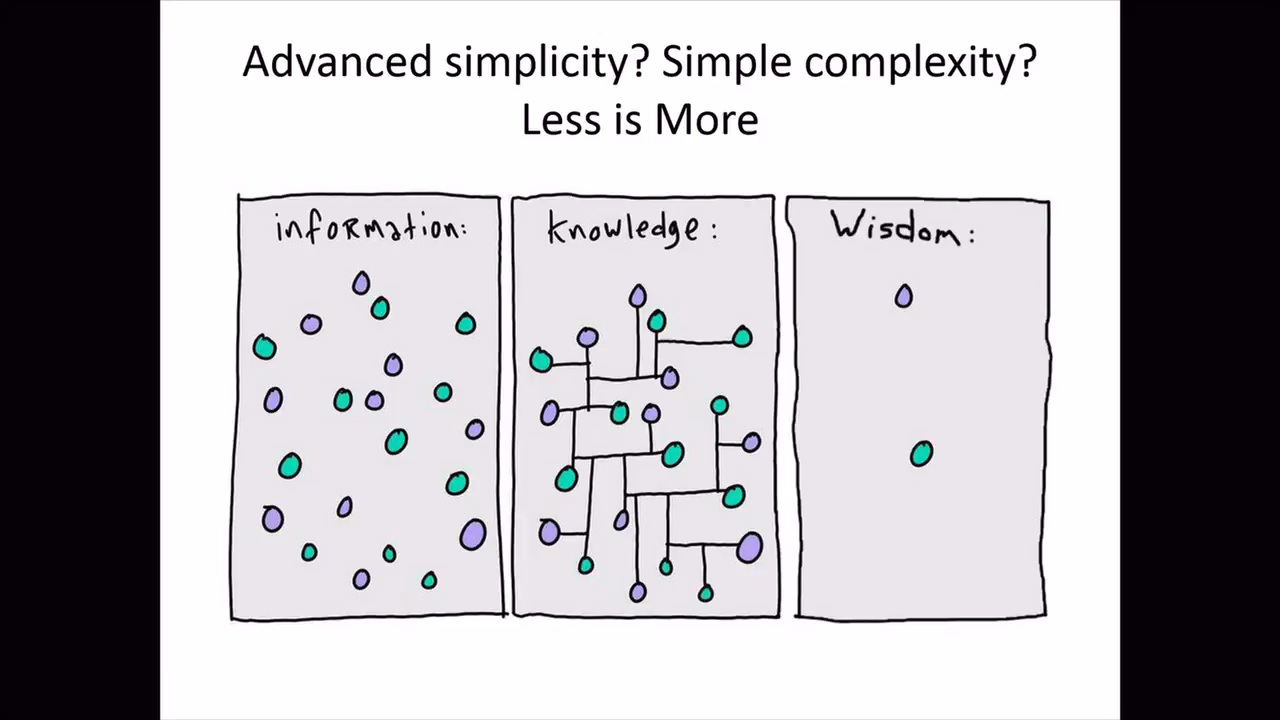 Advanced simplicity? Simple complexity?
Less is More
information:
knowledge:
Wisdom: